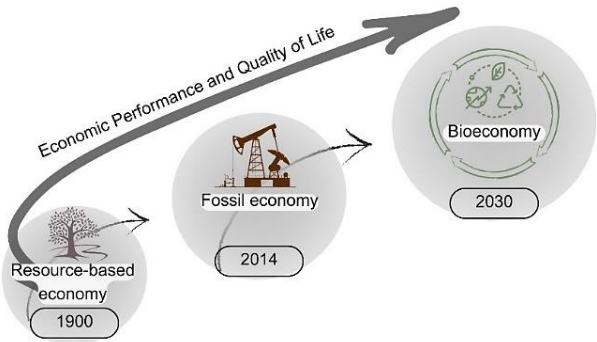 Economic Performance and Quality of Life
Bioeconomy
2030
Fossil economy
2014
Resource-based
economy
1900